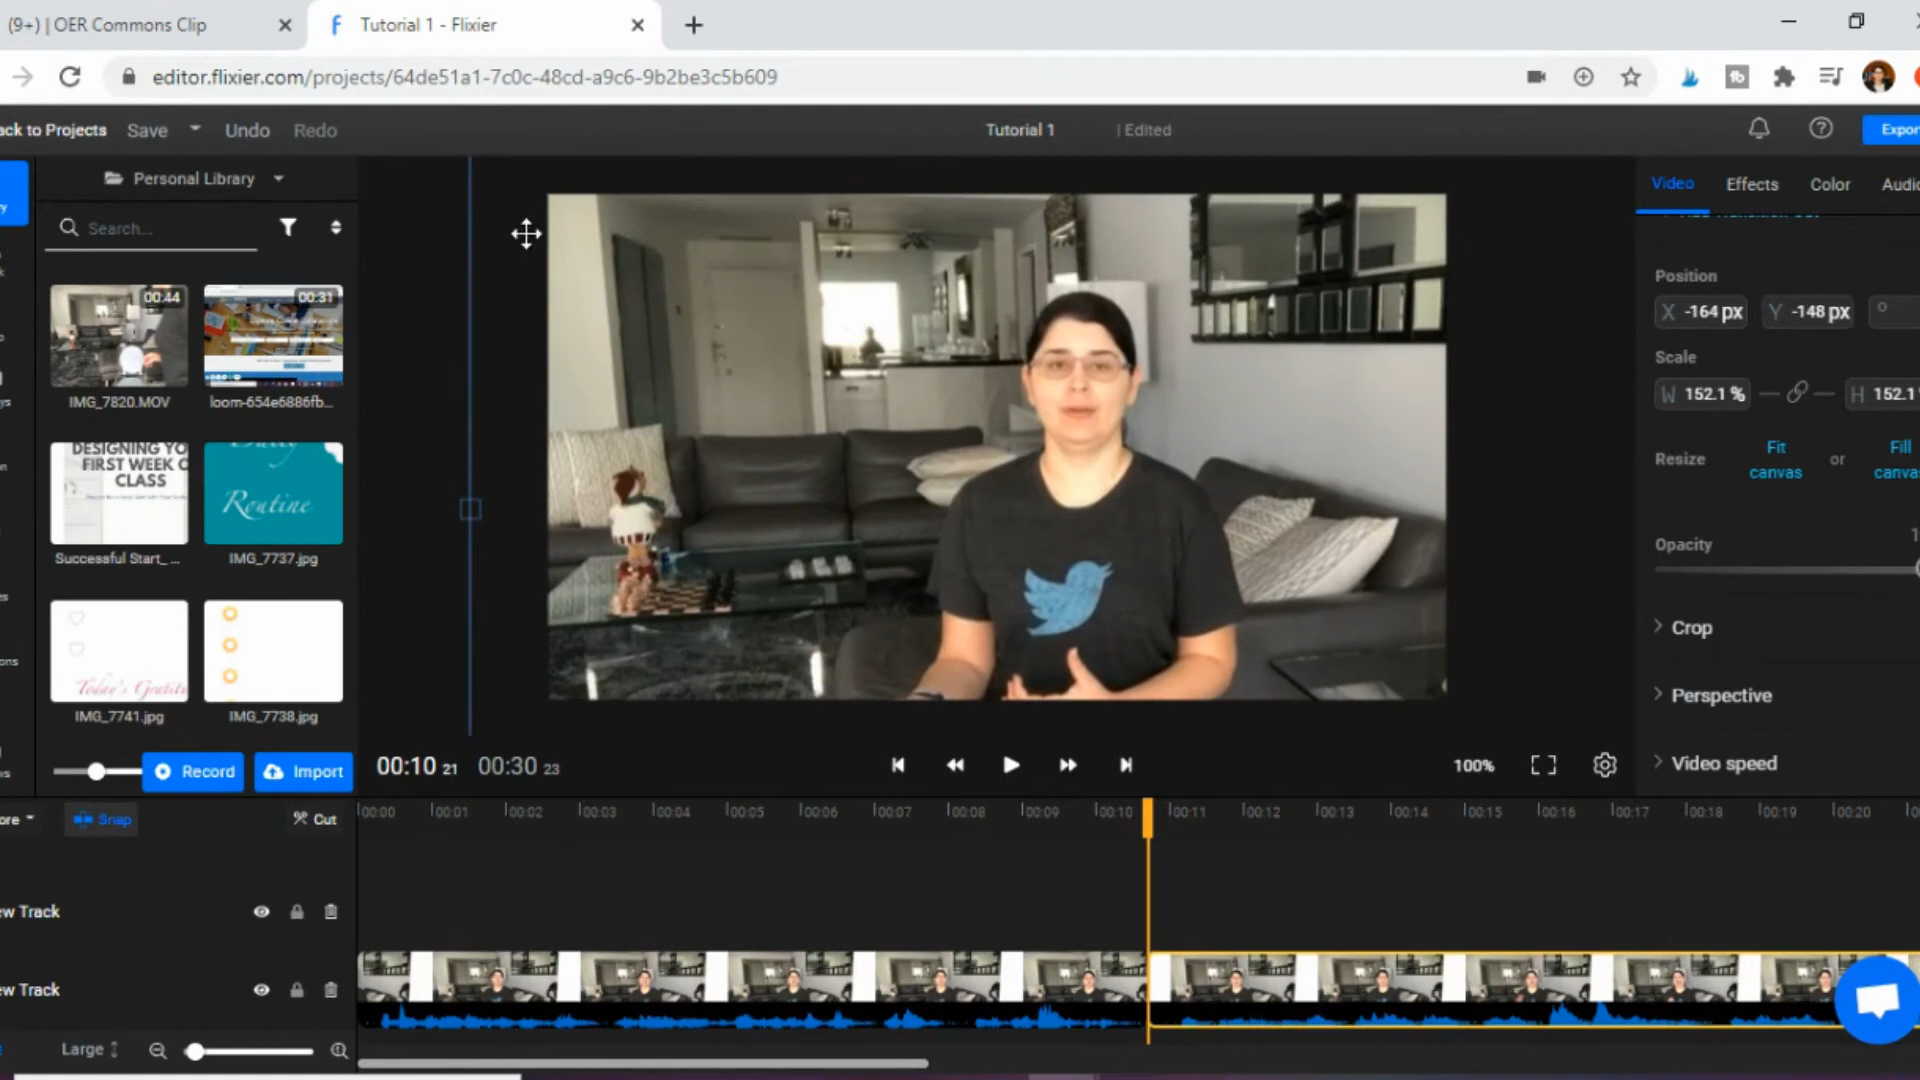 (9+) | OER Commons Clip
Tutorial 1 - Flixier
editor.flixier.com/projects/64de51a1-7c0c-48cd-a9c6-9b2be3c5b609
ack to Projects Save Undo Redo
Tutorial 1 | Edited
Expor
Personal Library
Search...
00:44
00:31
IMG_7820.MOV
loom-654e6886fb...
DESIGNING YO
FIRST WEEK O
CLASS
Daily
Routine
Successful Start_ ...
IMG_7737.jpg
Today's Gratitu
IMG_7741.jpg
IMG_7738.jpg
Record
Import
Video Effects Color Audio
Position
X -164 px Y -148 px
Scale
W 152.1 % H 152.1
Resize Fit canvas or Fill canvas
Opacity
Crop
Perspective
Video speed
00:10 21 00:30 23
100%
ore Snap Cut
00:00 00:01 00:02 00:03 00:04 00:05 00:06 00:07 00:08 00:09 00:10 00:11 00:12 00:13 00:14 00:15 00:16 00:17 00:18 00:19 00:20
ew Track
ew Track
Large